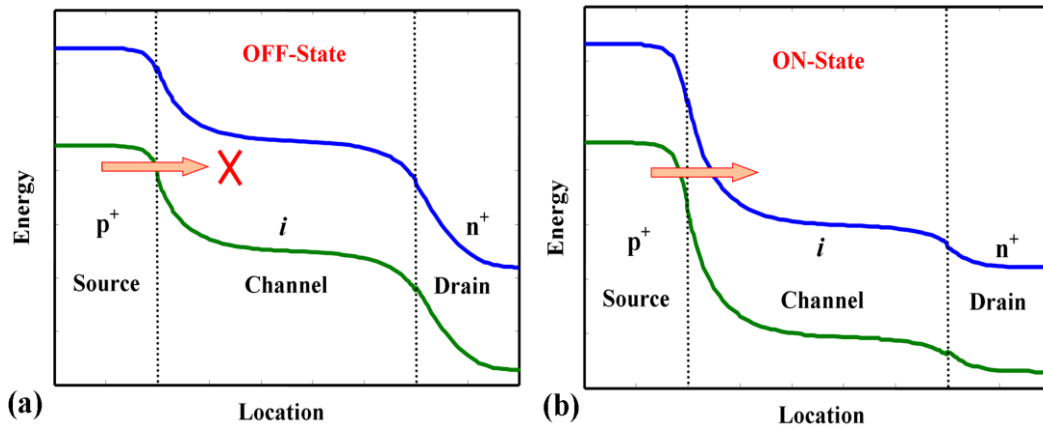 OFF-State
Energy
p+
i
n+
Source
Channel
Drain
(a)
Location
ON-State
Energy
p+
i
n+
Source
Channel
Drain
(b)
Location